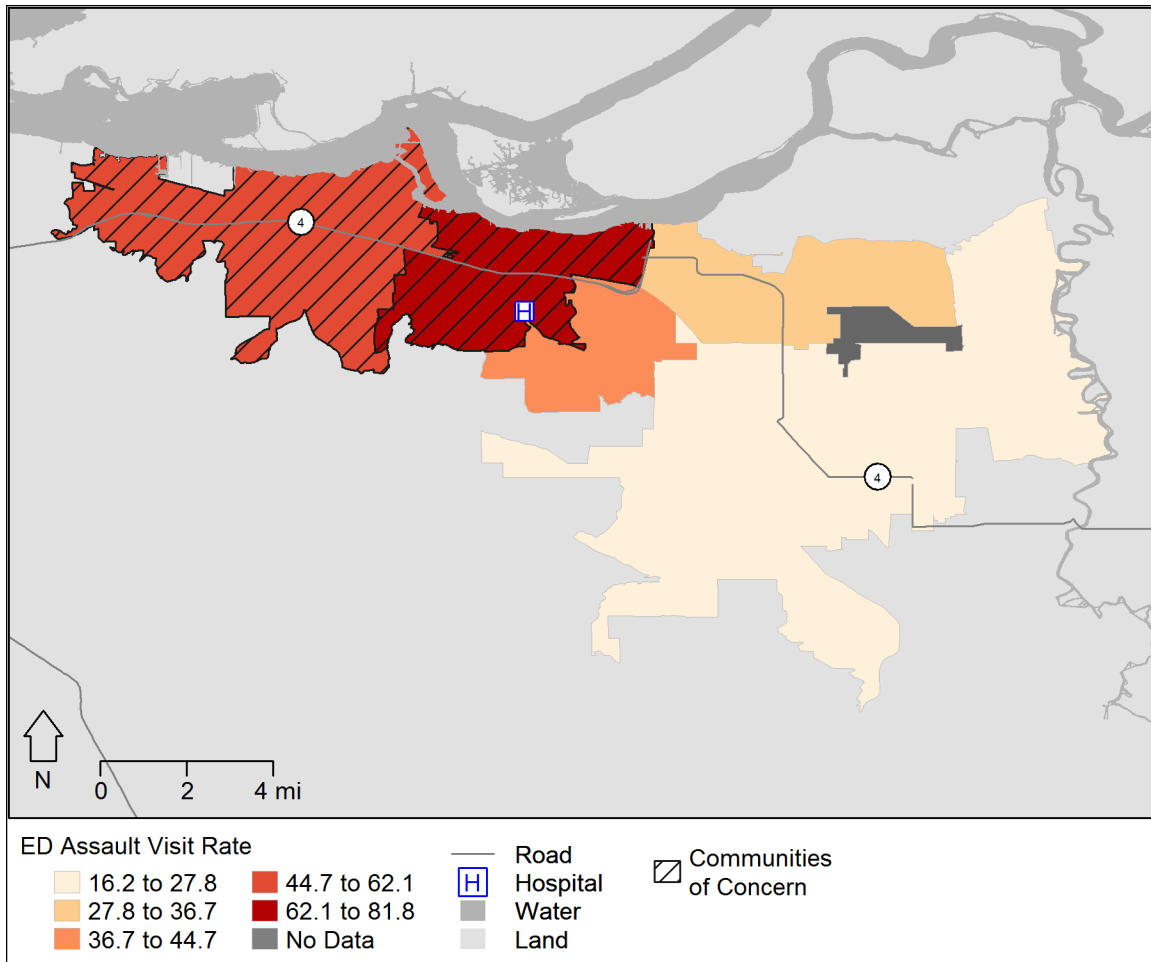 4
H
4
N
0 2 4 mi
ED Assault Visit Rate
16.2 to 27.8
27.8 to 36.7
36.7 to 44.7
44.7 to 62.1
62.1 to 81.8
No Data
Road
H Hospital
Water
Land
Communities
of Concern